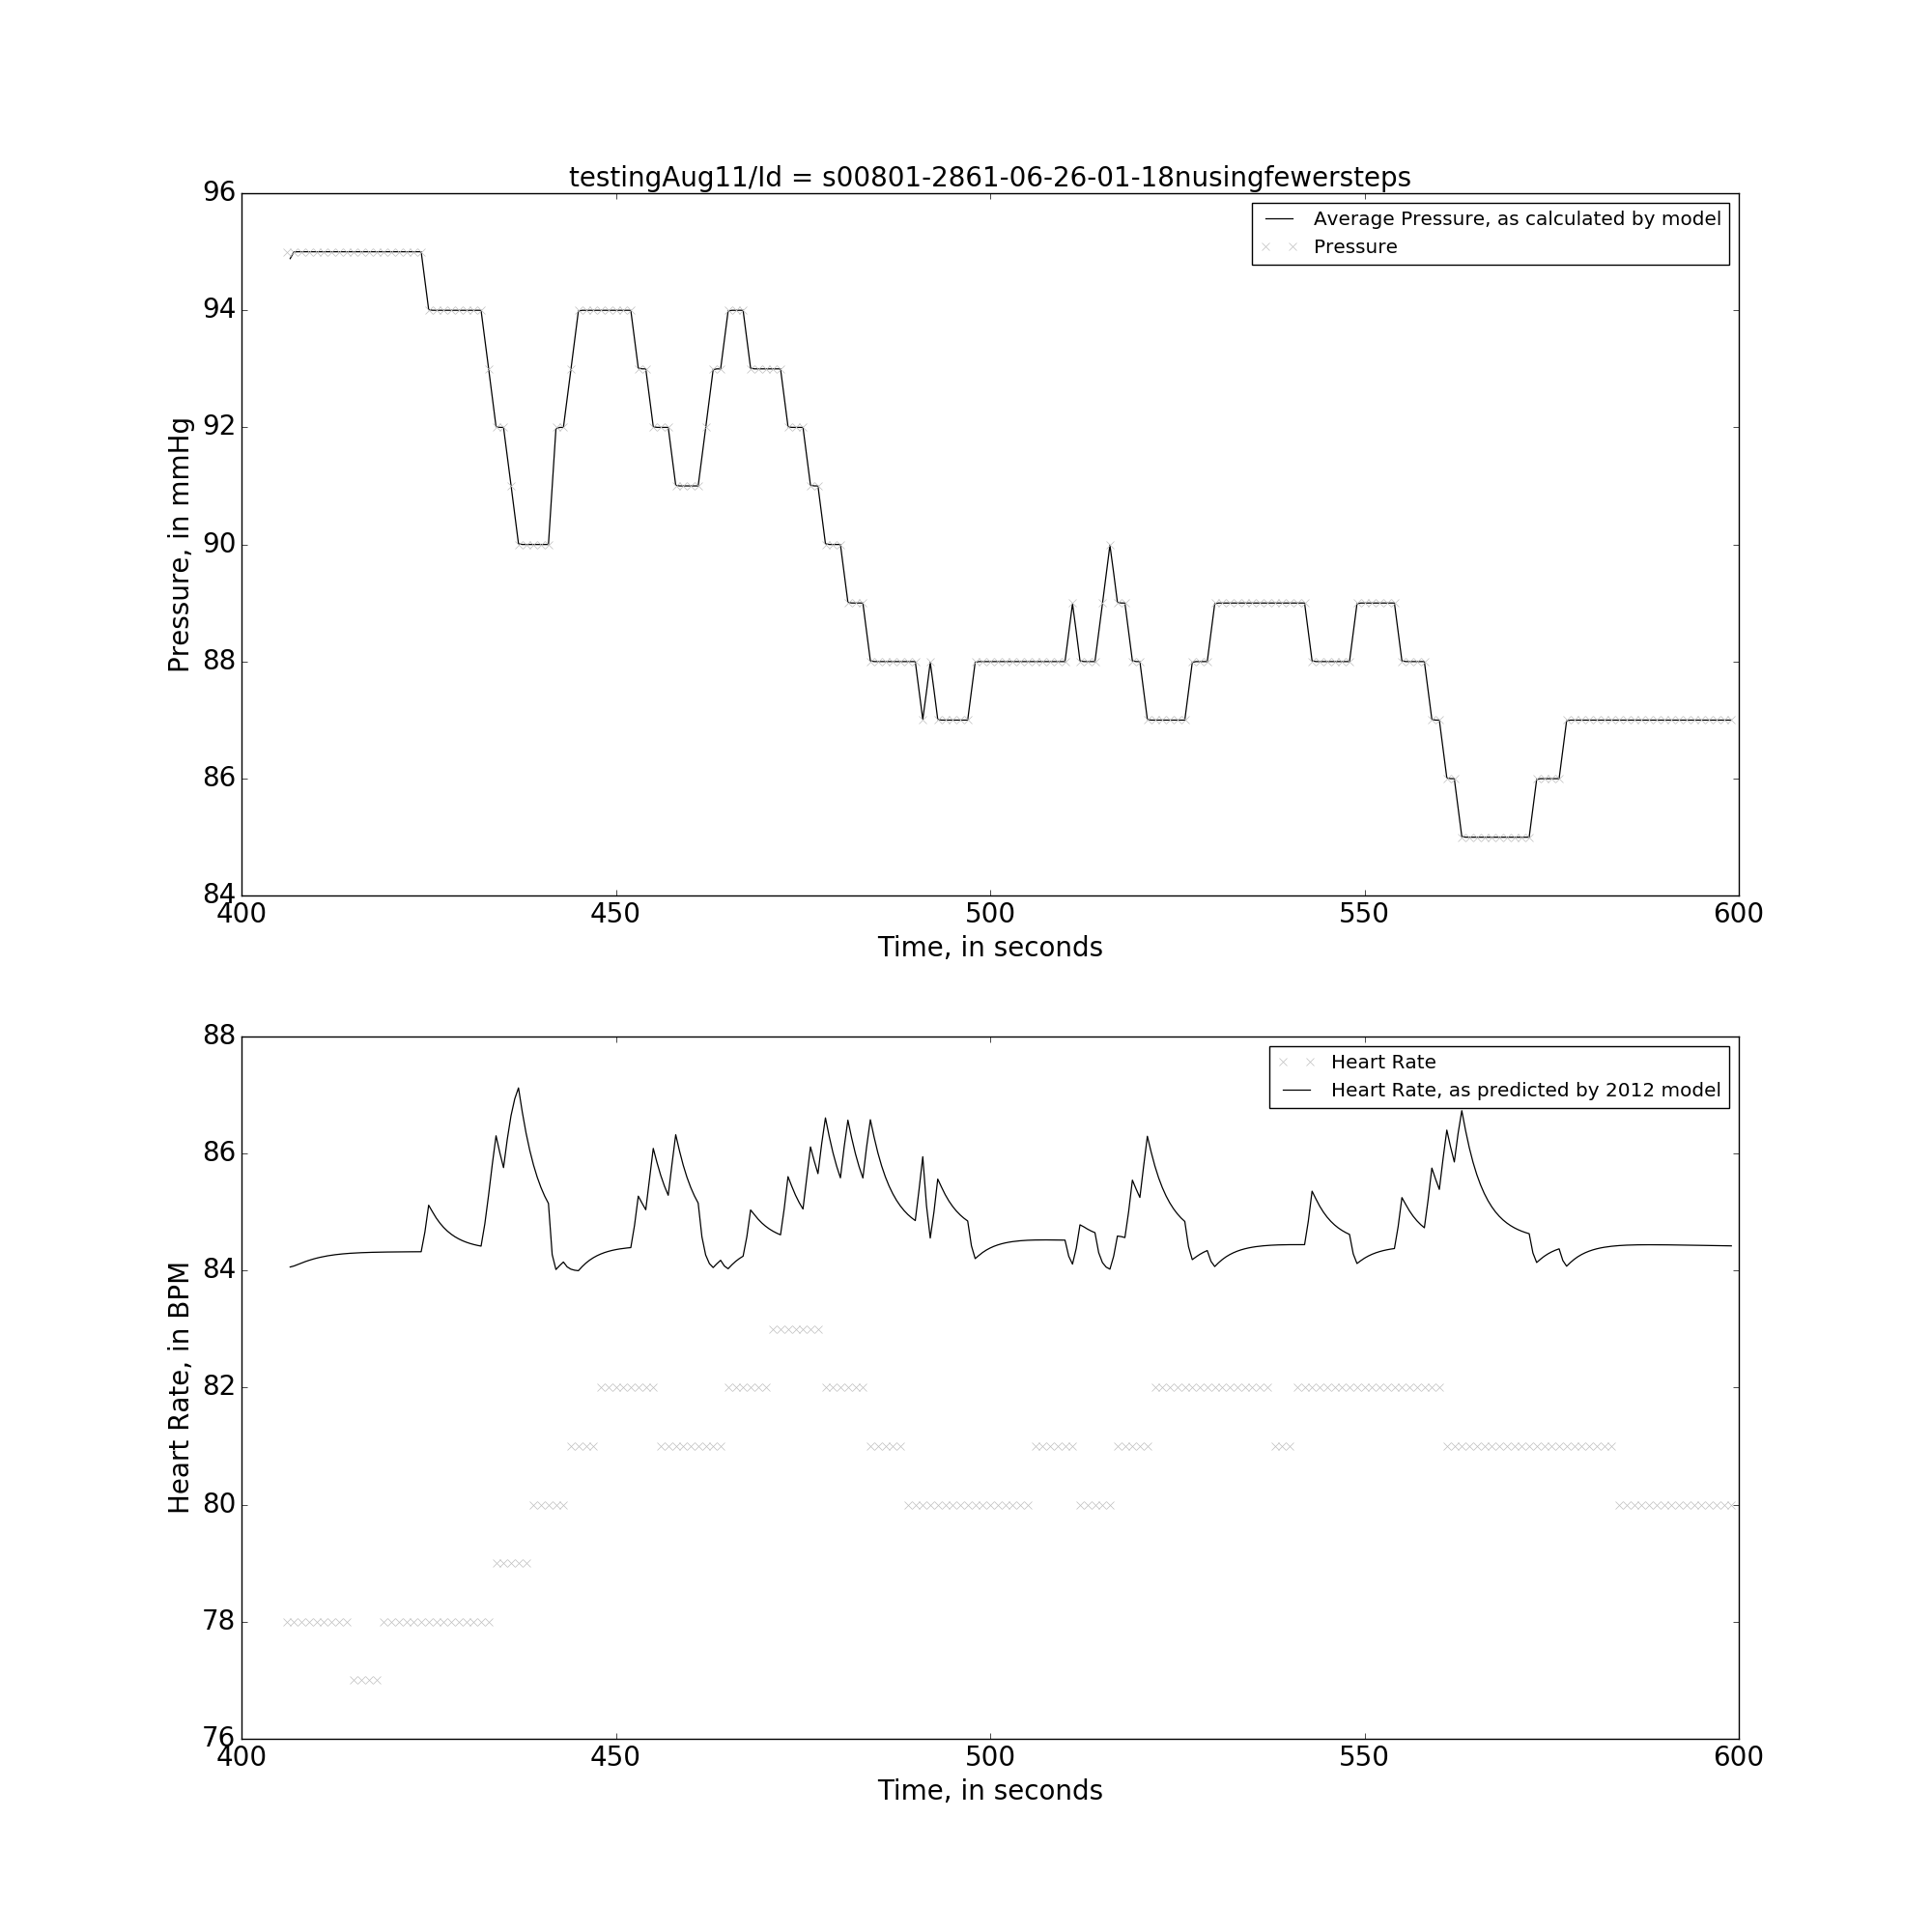 testingAug11/Id = s00801-2861-06-26-01-18nusingfewersteps
96
94
92
90
88
86
84
Pressure, in mmHg
Average Pressure, as calculated by model
Pressure
400 450 500 550 600
Time, in seconds
88
86
84
82
80
78
76
Heart Rate, in BPM
Heart Rate
Heart Rate, as predicted by 2012 model
400 450 500 550 600
Time, in seconds